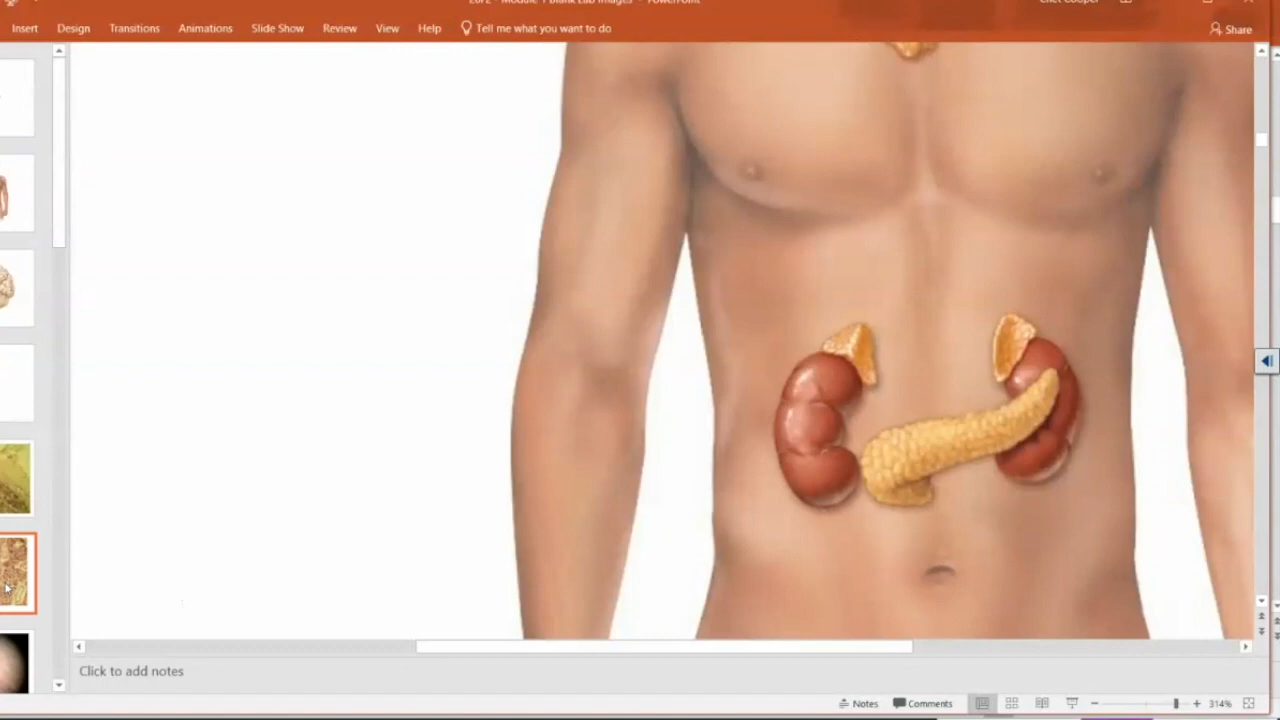 Insert Design Transitions Animations Slide Show Review View Help Tell me what you want to do Share
Click to add notes
Notes Comments 314%